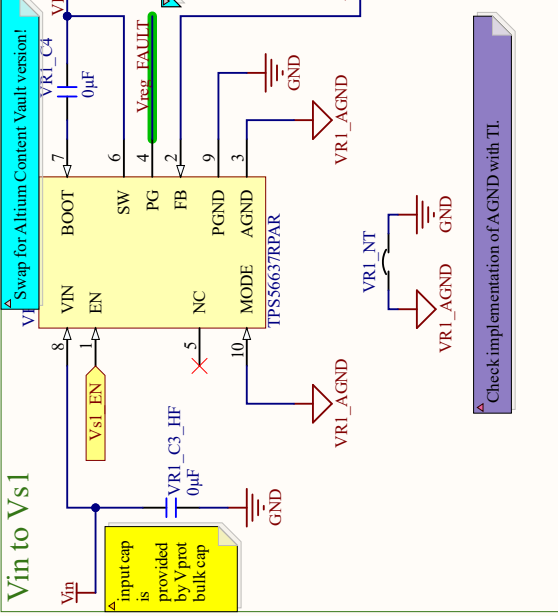 Vin to Vs1
Swap for Altium Content Vault version!
Vin
input cap
is
provided
by Vprot
bulk cap
VR1_C3_HF
0µF
GND
Vs1_EN
8
1
5
10
VIN
EN
NC
MODE
BOOT
SW
PG
FB
PGND
AGND
7
6
4
2
9
3
TPS56637RPAR
VR1_C4
0µF
Vreg_FAULT
GND
VR1_AGND
VR1_AGND
VR1_NT
VR1_AGND
GND
Check implementation of AGND with TI.